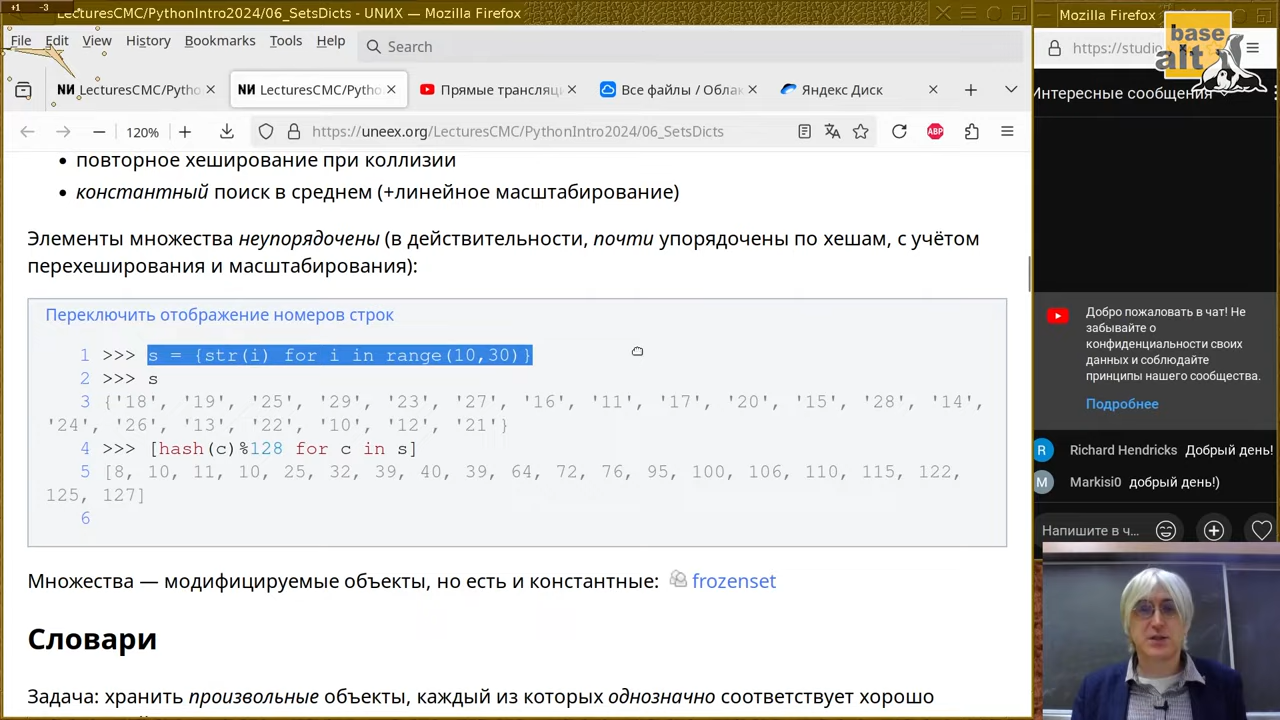 +1 -3
LecturesCMC/PythonIntro2024/06_SetsDicts - UNИX — Mozilla Firefox
Mozilla Firefox
File Edit View History Bookmarks Tools Help
Search
base
alt
https://studio.
LecturesCMC/Pytho
LecturesCMC/Pytho
Прямые трансляц
Все файлы / Облак
Яндекс Диск
Интересные сообщения
120%
https://uneex.org/LecturesCMC/PythonIntro2024/06_SetsDicts
ABP
повторное хеширование при коллизии
константный поиск в среднем (+линейное масштабирование)
Элементы множества неупорядочены (в действительности, почти упорядочены по хешам, с учётом
перехеширования и масштабирования):
Переключить отображение номеров строк
1 >>> s = {str(i) for i in range(10,30)}
2 >>> s
3 {'18', '19', '25', '29', '23', '27', '16', '11', '17', '20', '15', '28', '14',
'24', '26', '13', '22', '10', '12', '21'}
4 >>> [hash(c)%128 for c in s]
5 [8, 10, 11, 10, 25, 32, 39, 40, 39, 64, 72, 76, 95, 100, 106, 110, 115, 122,
125, 127]
6
Множества — модифицируемые объекты, но есть и константные: frozenset
Словари
Задача: хранить произвольные объекты, каждый из которых однозначно соответствует хорошо
Добро пожаловать в чат! Не
забывайте о
конфиденциальности своих
данных и соблюдайте
принципы нашего сообщества.
Подробнее
R Richard Hendricks Добрый день!
M Markisi0 добрый день!)
Напишите в ч...